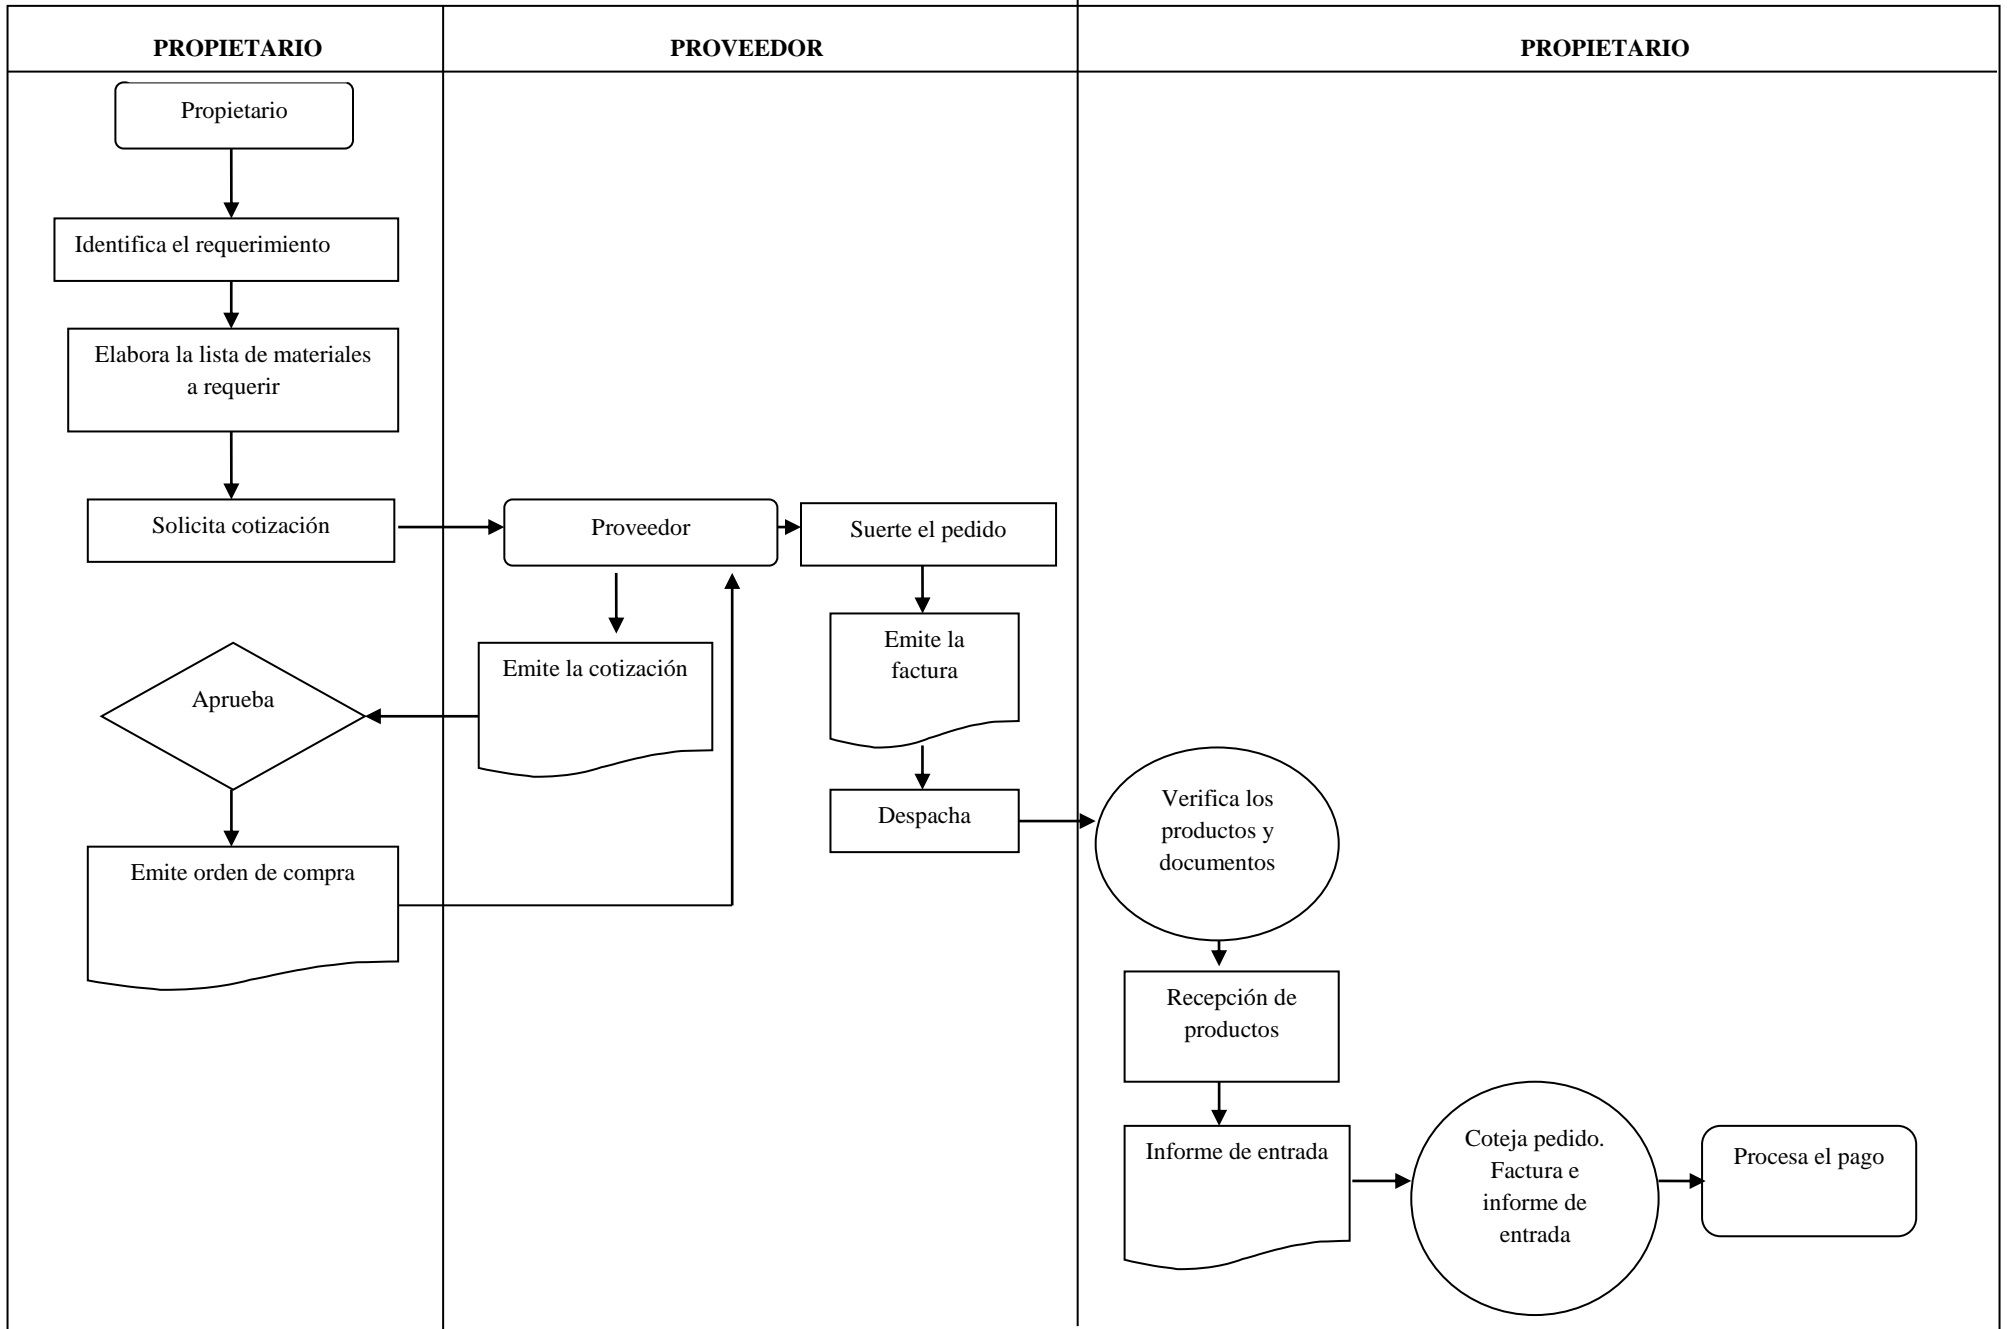 PROPIETARIO
PROVEEDOR
PROPIETARIO
Propietario
Identifica el requerimiento
Elabora la lista de materiales
a requerir
Solicita cotización
Proveedor
Suerte el pedido
Emite la cotización
Emite la
factura
Aprueba
Despacha
Emite orden de compra
Verifica los
productos y
documentos
Recepción de
productos
Informe de entrada
Coteja pedido.
Factura e
informe de
entrada
Procesa el pago